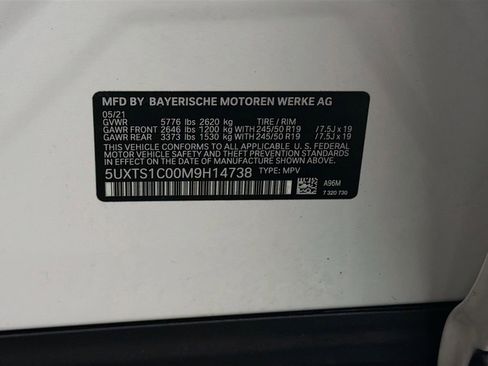 MFD BY BAYERISCHE MOTOREN WERKE AG
05/21
GVWR 5776 lbs 2620 kg TIRE / RIM
GAWR FRONT 2646 lbs 1200 kg WITH 245/50 R19 / 7.5J x 19
GAWR REAR 3373 lbs 1530 kg WITH 245/50 R19 / 7.5J x 19
THIS VEHICLE CONFORMS TO ALL APPLICABLE U. S. FEDERAL
MOTOR VEHICLE SAFETY STANDARDS IN EFFECT ON THE
DATE OF MANUFACTURE SHOWN ABOVE.
5UXTS1C00M9H14738 TYPE: MPV
A96M
7 320 730